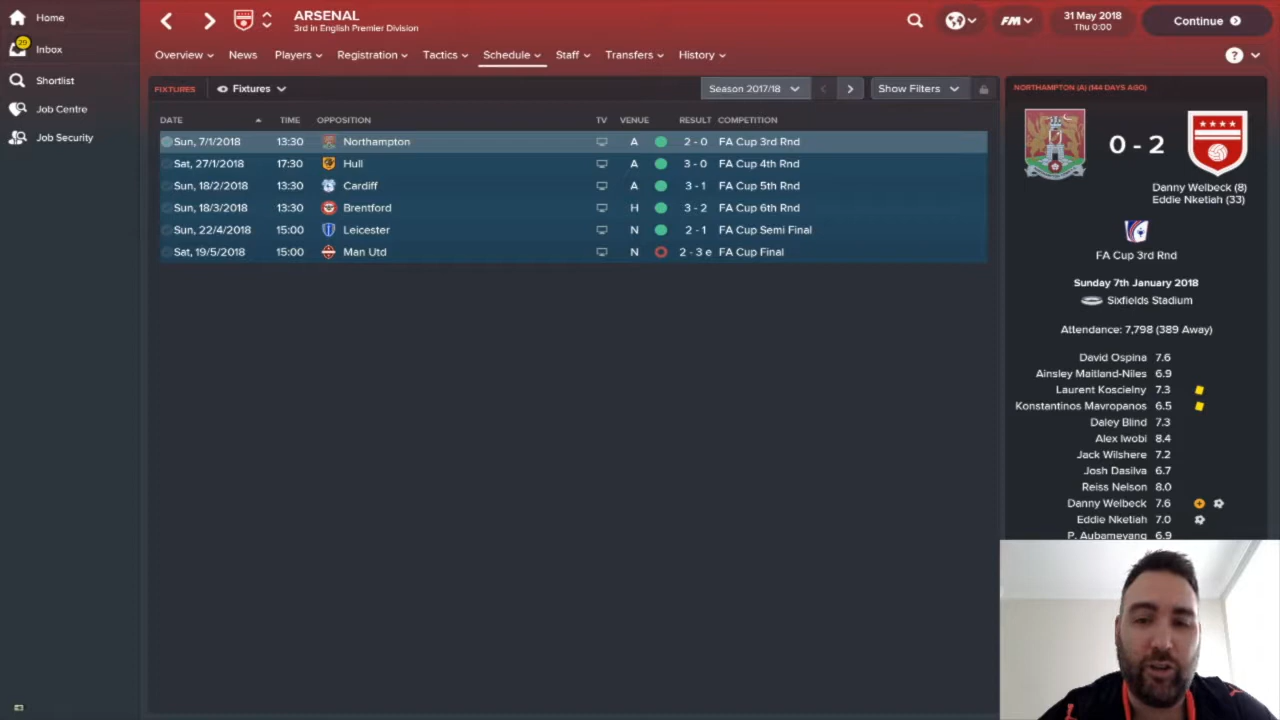 Home
29
Inbox
Shortlist
Job Centre
Job Security
ARSENAL
3rd in English Premier Division
FM
31 May 2018
Thu 0:00
Continue
Overview News Players Registration Tactics Schedule Staff Transfers History
?
FIXTURES Fixtures Season 2017/18 Show Filters
DATE TIME OPPOSITION TV VENUE RESULT COMPETITION
Sun, 7/1/2018 13:30 Northampton A 2 - 0 FA Cup 3rd Rnd
Sat, 27/1/2018 17:30 Hull A 3 - 0 FA Cup 4th Rnd
Sun, 18/2/2018 13:30 Cardiff A 3 - 1 FA Cup 5th Rnd
Sun, 18/3/2018 13:30 Brentford H 3 - 2 FA Cup 6th Rnd
Sun, 22/4/2018 15:00 Leicester N 2 - 1 FA Cup Semi Final
Sat, 19/5/2018 15:00 Man Utd N 2 - 3 e FA Cup Final
NORTHAMPTON (A) (144 DAYS AGO)
0 - 2
Danny Welbeck (8)
Eddie Nketiah (33)
FA Cup 3rd Rnd
Sunday 7th January 2018
Sixfields Stadium
Attendance: 7,798 (389 Away)
David Ospina 7.6
Ainsley Maitland-Niles 6.9
Laurent Koscielny 7.3
Konstantinos Mavropanos 6.5
Daley Blind 7.3
Alex Iwobi 8.4
Jack Wilshere 7.2
Josh Dasilva 6.7
Reiss Nelson 8.0
Danny Welbeck 7.6
Eddie Nketiah 7.0
P. Aubameyang 6.9